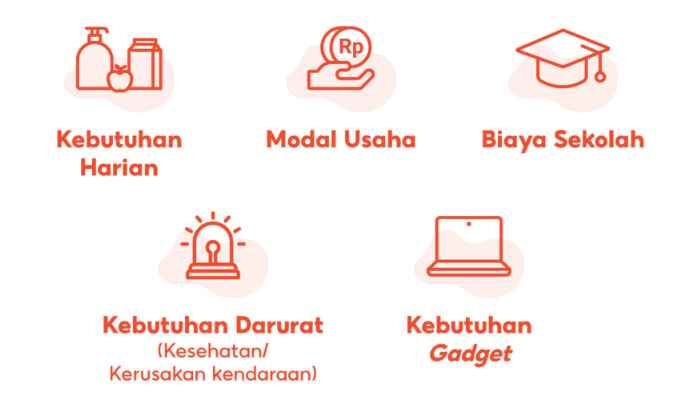 Rp
Kebutuhan
Harian
Modal Usaha
Biaya Sekolah
Kebutuhan Darurat
(Kesehatan/
Kerusakan kendaraan)
Kebutuhan
Gadget